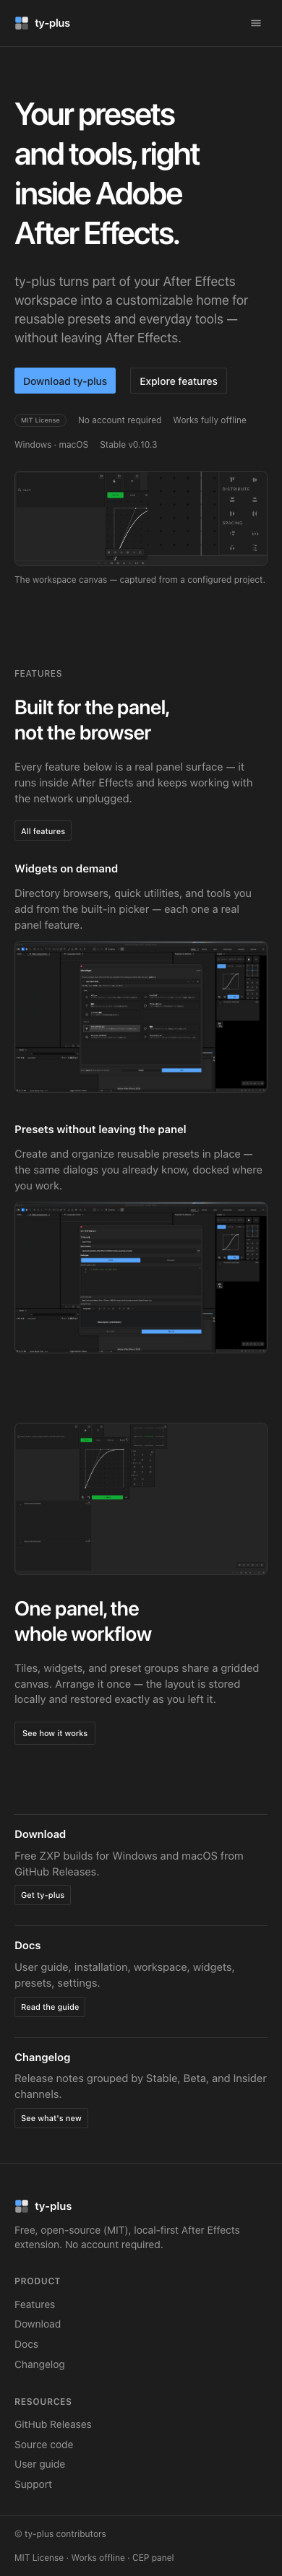 ty-plus
Your presets
and tools, right
inside Adobe
After Effects.
ty-plus turns part of your After Effects
workspace into a customizable home for
reusable presets and everyday tools —
without leaving After Effects.
Download ty-plus
Explore features
MIT License
No account required
Works fully offline
Windows · macOS
Stable v0.10.3
DISTRIBUTE
SPACING
The workspace canvas — captured from a configured project.
FEATURES
Built for the panel,
not the browser
Every feature below is a real panel surface — it
runs inside After Effects and keeps working with
the network unplugged.
All features
Widgets on demand
Directory browsers, quick utilities, and tools you
add from the built-in picker — each one a real
panel feature.
Presets without leaving the panel
Create and organize reusable presets in place —
the same dialogs you already know, docked where
you work.
One panel, the
whole workflow
Tiles, widgets, and preset groups share a gridded
canvas. Arrange it once — the layout is stored
locally and restored exactly as you left it.
See how it works
Download
Free ZXP builds for Windows and macOS from
GitHub Releases.
Get ty-plus
Docs
User guide, installation, workspace, widgets,
presets, settings.
Read the guide
Changelog
Release notes grouped by Stable, Beta, and Insider
channels.
See what's new
ty-plus
Free, open-source (MIT), local-first After Effects
extension. No account required.
PRODUCT
Features
Download
Docs
Changelog
RESOURCES
GitHub Releases
Source code
User guide
Support
© ty-plus contributors
MIT License · Works offline · CEP panel